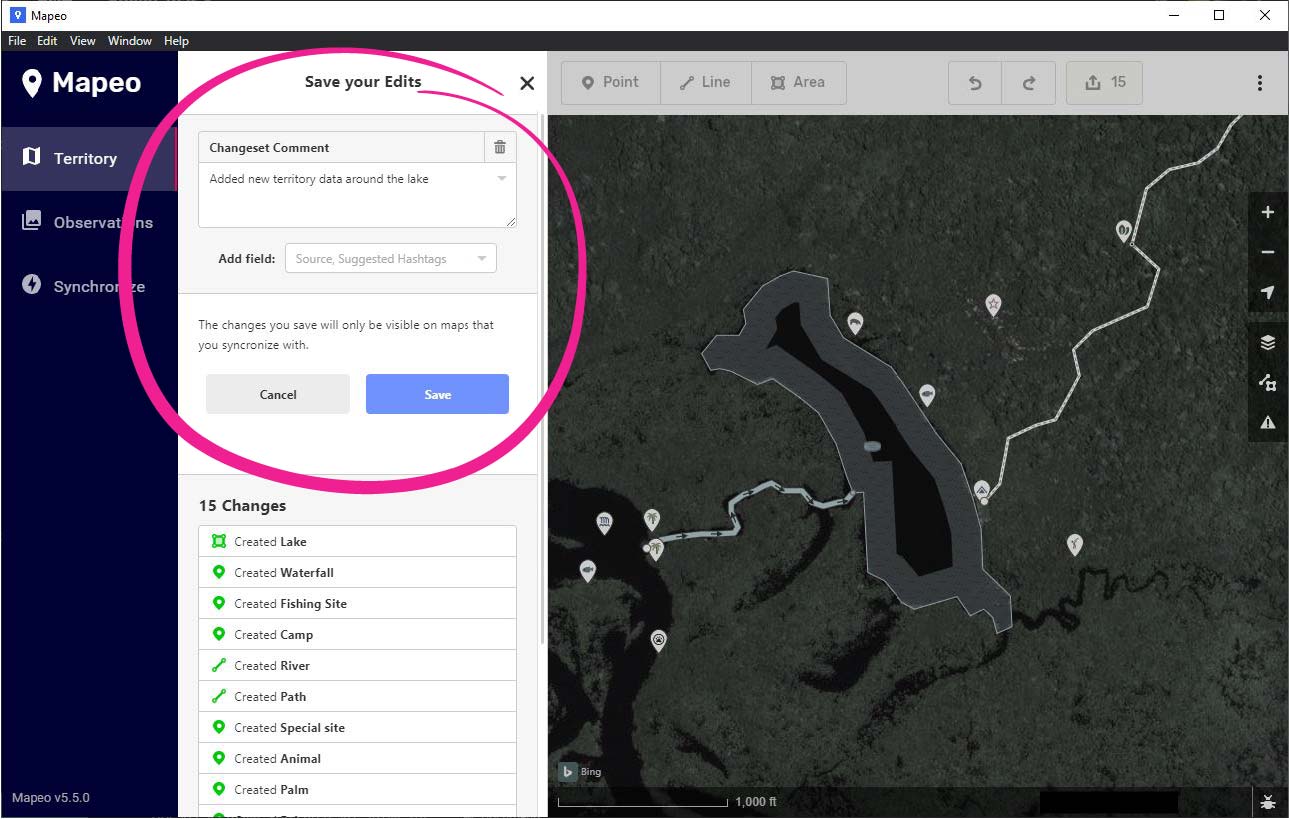 Mapeo
File Edit View Window Help
Mapeo
Territory
Observations
Synchronize
Mapeo v5.5.0
Save your Edits
Changeset Comment
Added new territory data around the lake
Add field:
Source, Suggested Hashtags
The changes you save will only be visible on maps that
you syncronize with.
Cancel
Save
15 Changes
Created Lake
Created Waterfall
Created Fishing Site
Created Camp
Created River
Created Path
Created Special site
Created Animal
Created Palm
Point
Line
Area
15
Bing
1,000 ft